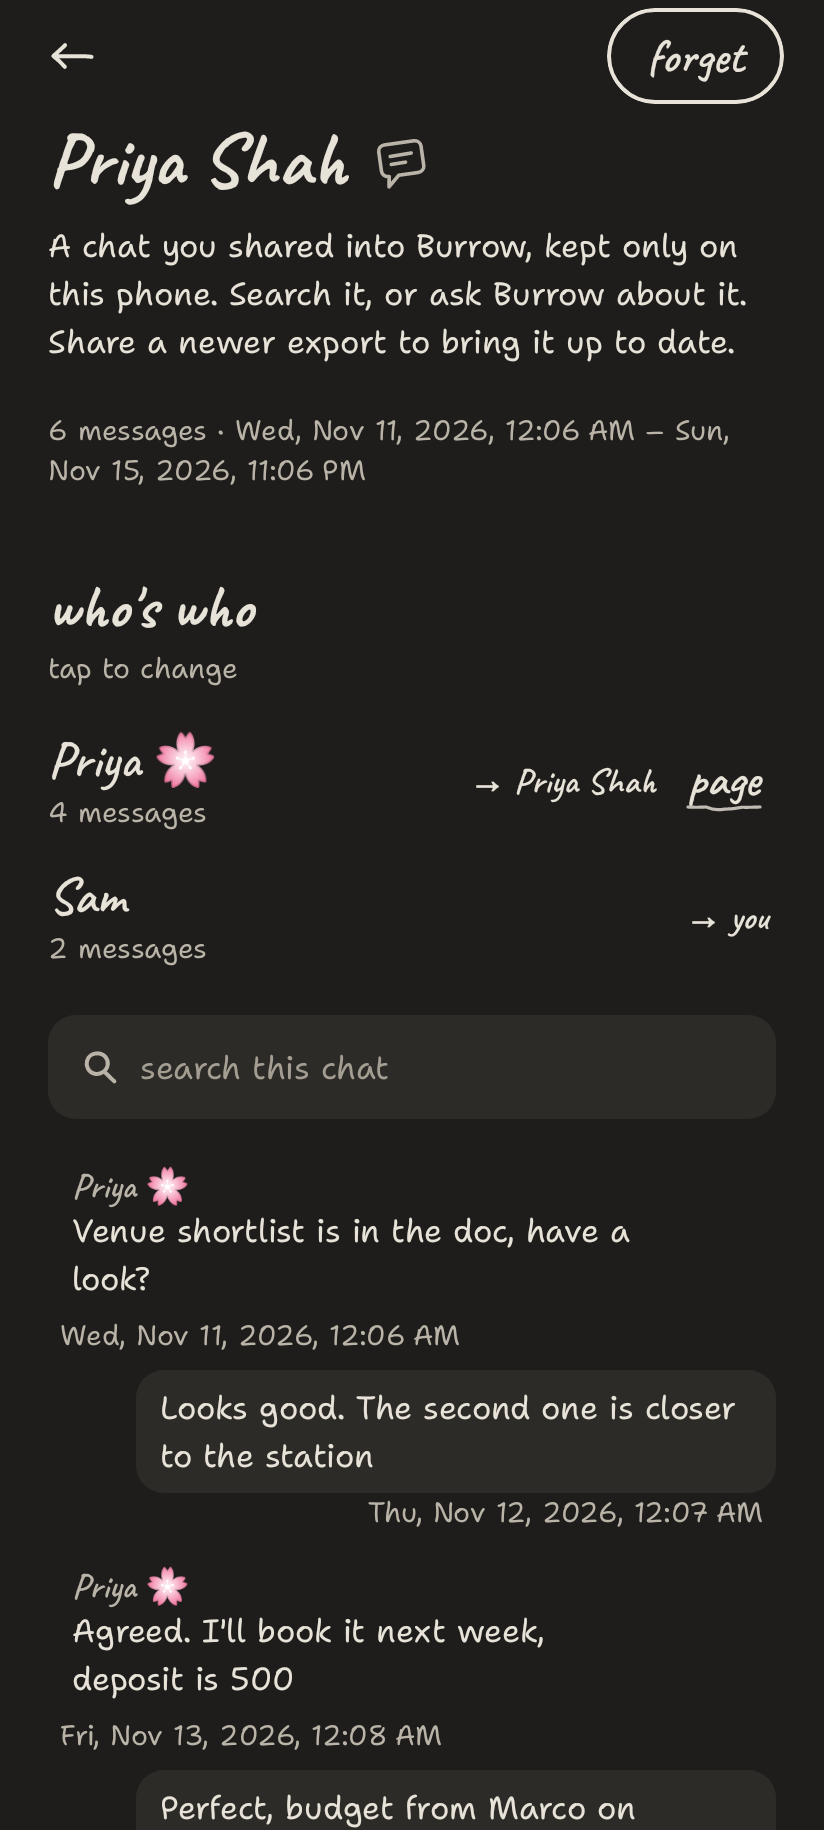 ←
forget
Priya Shah
A chat you shared into Burrow, kept only on
this phone. Search it, or ask Burrow about it.
Share a newer export to bring it up to date.
6 messages · Wed, Nov 11, 2026, 12:06 AM – Sun,
Nov 15, 2026, 11:06 PM
who's who
tap to change
Priya 🌸
→ Priya Shah page
4 messages
Sam
→ you
2 messages
search this chat
Priya 🌸
Venue shortlist is in the doc, have a
look?
Wed, Nov 11, 2026, 12:06 AM
Looks good. The second one is closer
to the station
Thu, Nov 12, 2026, 12:07 AM
Priya 🌸
Agreed. I'll book it next week,
deposit is 500
Fri, Nov 13, 2026, 12:08 AM
Perfect, budget from Marco on